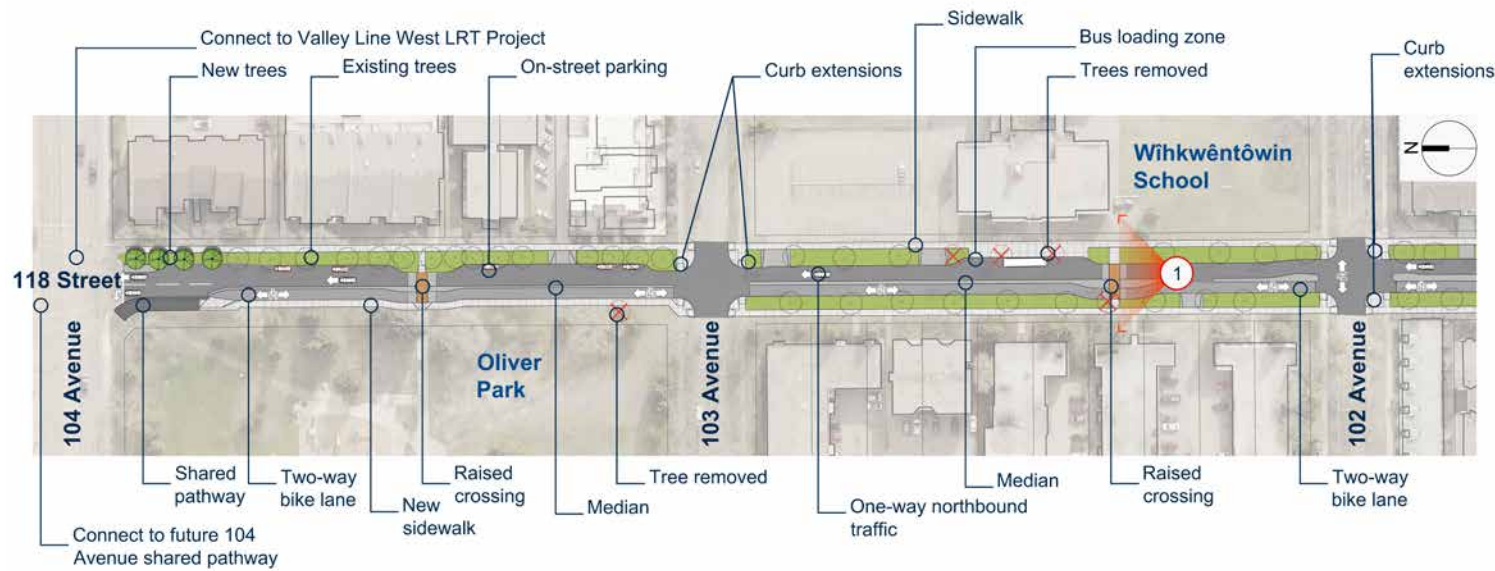 Sidewalk
Connect to Valley Line West LRT Project
Bus loading zone
Curb
extensions
New trees
Existing trees
On-street parking
Curb extensions
Trees removed
Wîhkwêntôwin
School
N
118 Street
1
104 Avenue
Oliver
Park
103 Avenue
102 Avenue
Shared
pathway
Two-way
bike lane
New
sidewalk
Raised
crossing
Median
Tree removed
One-way northbound
traffic
Median
Raised
crossing
Two-way
bike lane
Connect to future 104
Avenue shared pathway